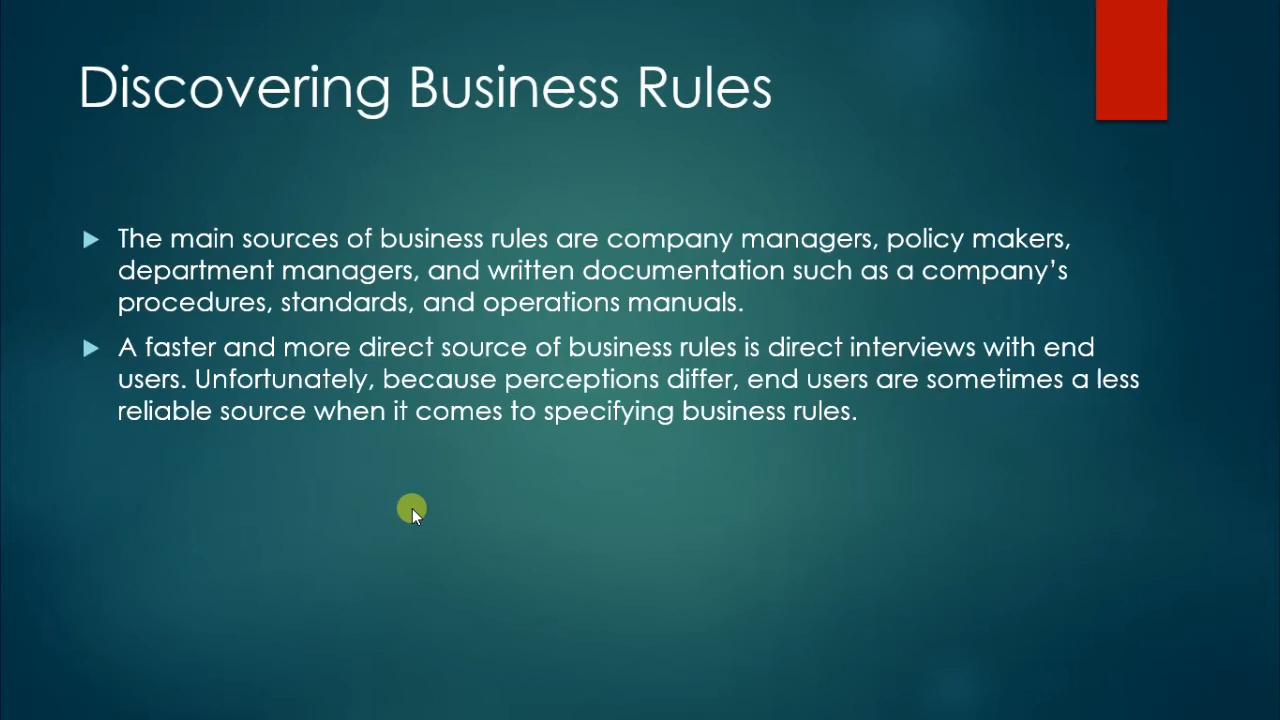 Discovering Business Rules
The main sources of business rules are company managers, policy makers,
department managers, and written documentation such as a company’s
procedures, standards, and operations manuals.
A faster and more direct source of business rules is direct interviews with end
users. Unfortunately, because perceptions differ, end users are sometimes a less
reliable source when it comes to specifying business rules.